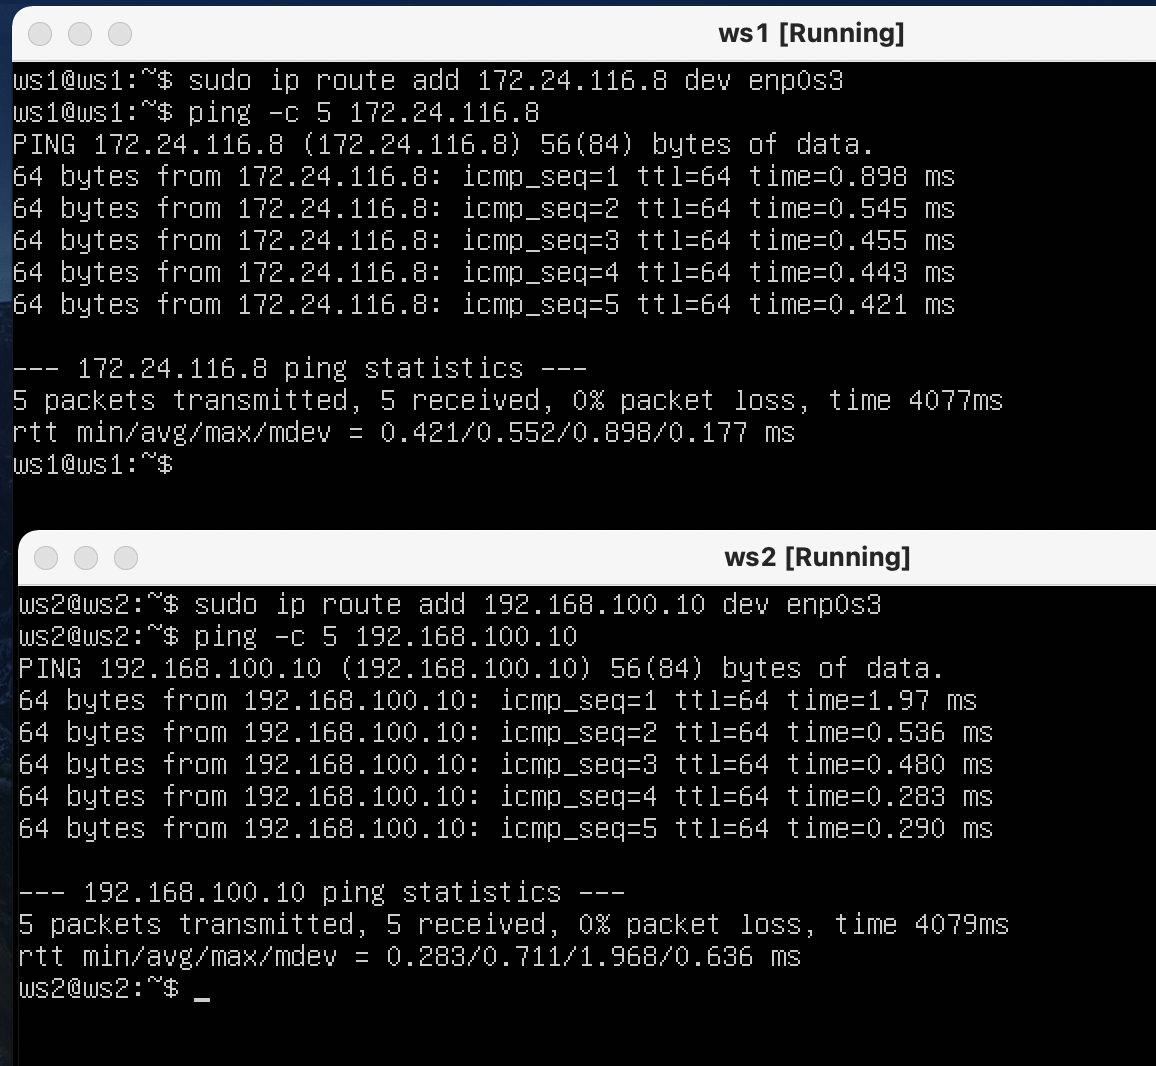 ws1 [Running]
ws1@ws1:~$ sudo ip route add 172.24.116.8 dev enp0s3
ws1@ws1:~$ ping -c 5 172.24.116.8
PING 172.24.116.8 (172.24.116.8) 56(84) bytes of data.
64 bytes from 172.24.116.8: icmp_seq=1 ttl=64 time=0.898 ms
64 bytes from 172.24.116.8: icmp_seq=2 ttl=64 time=0.545 ms
64 bytes from 172.24.116.8: icmp_seq=3 ttl=64 time=0.455 ms
64 bytes from 172.24.116.8: icmp_seq=4 ttl=64 time=0.443 ms
64 bytes from 172.24.116.8: icmp_seq=5 ttl=64 time=0.421 ms
--- 172.24.116.8 ping statistics ---
5 packets transmitted, 5 received, 0% packet loss, time 4077ms
rtt min/avg/max/mdev = 0.421/0.552/0.898/0.177 ms
ws1@ws1:~$
ws2 [Running]
ws2@ws2:~$ sudo ip route add 192.168.100.10 dev enp0s3
ws2@ws2:~$ ping -c 5 192.168.100.10
PING 192.168.100.10 (192.168.100.10) 56(84) bytes of data.
64 bytes from 192.168.100.10: icmp_seq=1 ttl=64 time=1.97 ms
64 bytes from 192.168.100.10: icmp_seq=2 ttl=64 time=0.536 ms
64 bytes from 192.168.100.10: icmp_seq=3 ttl=64 time=0.480 ms
64 bytes from 192.168.100.10: icmp_seq=4 ttl=64 time=0.283 ms
64 bytes from 192.168.100.10: icmp_seq=5 ttl=64 time=0.290 ms
--- 192.168.100.10 ping statistics ---
5 packets transmitted, 5 received, 0% packet loss, time 4079ms
rtt min/avg/max/mdev = 0.283/0.711/1.968/0.636 ms
ws2@ws2:~$ _